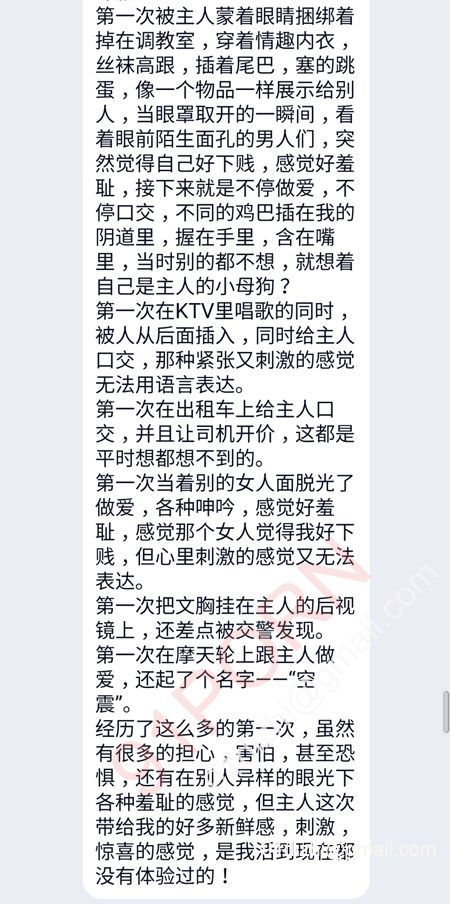 第一次被主人蒙着眼睛捆绑着
掉在调教室，穿着情趣内衣，
丝袜高跟，插着尾巴，塞的跳
蛋，像一个物品一样展示给别
人，当眼罩取开的一瞬间，看
着眼前陌生面孔的男人们，突
然觉得自己好下贱，感觉好羞
耻，接下来就是不停做爱，不
停口交，不同的鸡巴插在我的
阴道里，握在手里，含在嘴
里，当时别的都不想，就想着
自己是主人的小母狗？
第一次在KTV里唱歌的同时，
被人从后面插入，同时给主人
口交，那种紧张又刺激的感觉
无法用语言表达。
第一次在出租车上给主人口
交，并且让司机开价，这都是
平时想都想不到的。
第一次当着别的女人面脱光了
做爱，各种呻吟，感觉好羞
耻，感觉那个女人觉得我好下
贱，但心里刺激的感觉又无法
表达。
第一次把文胸挂在主人的后视
镜上，还差点被交警发现。
第一次在摩天轮上跟主人做
爱，还起了个名字——“空
震”。
经历了这么多的第一次，虽然
有很多的担心，害怕，甚至恐
惧，还有在别人异样的眼光下
各种羞耻的感觉，但主人这次
带给我的好多新鲜感，刺激，
惊喜的感觉，是我活到现在都
没有体验过的！
91PORN